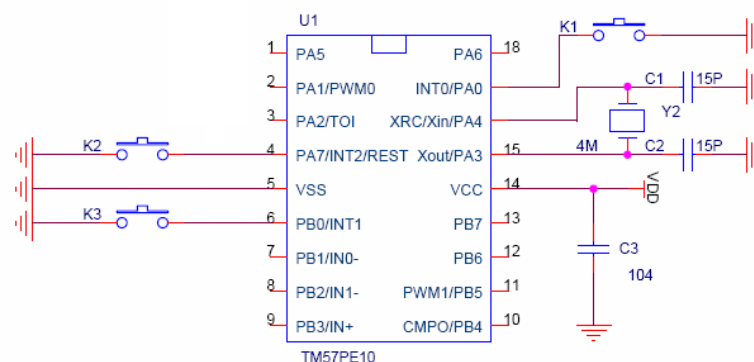 U1
K1
1 PA5 PA6 18
2 PA1/PWM0 INT0/PA0
C1 15P
3 PA2/TOI XRC/Xin/PA4
Y2
K2
4 PA7/INT2/REST Xout/PA3 15
4M C2 15P
5 VSS VCC 14
VDD
K3
6 PB0/INT1 PB7 13
7 PB1/IN0- PB6 12
C3
104
8 PB2/IN1- PWM1/PB5 11
9 PB3/IN+ CMPO/PB4 10
TM57PE10